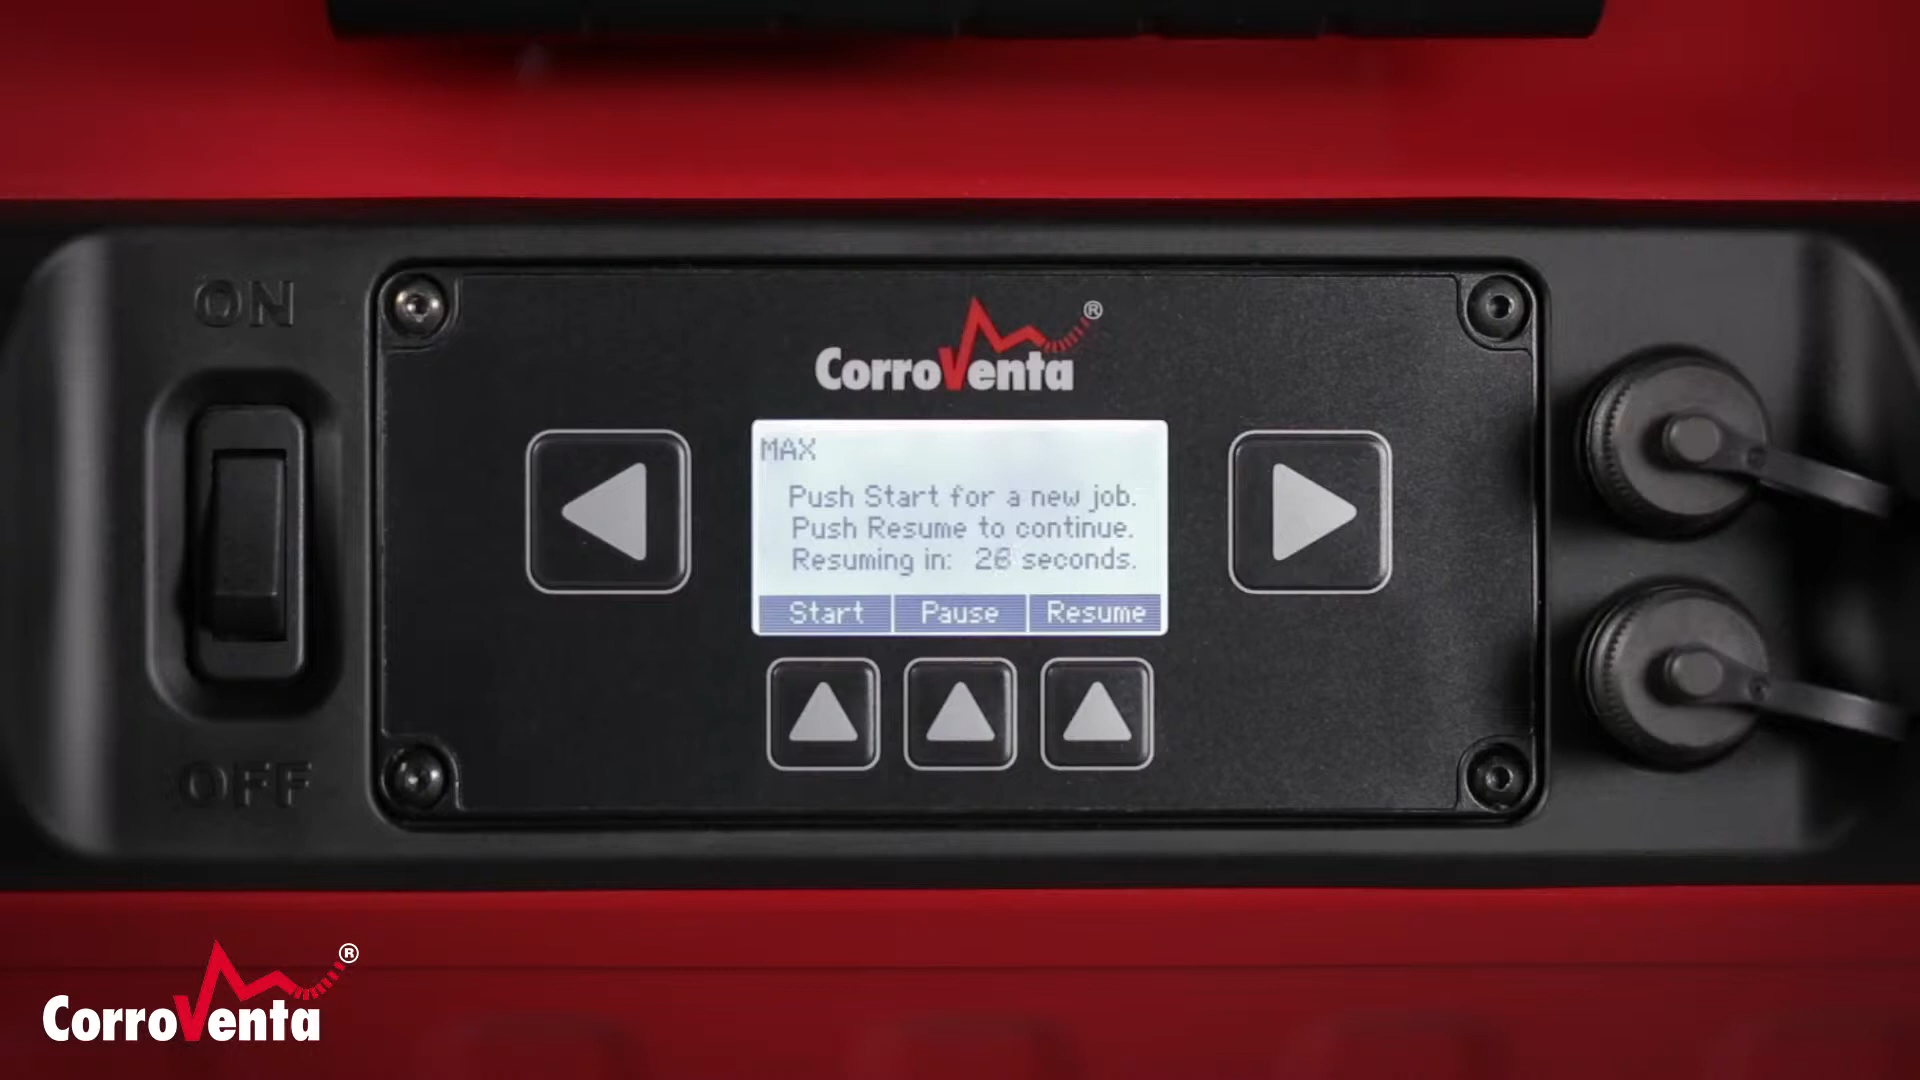 ON
CorroVenta®
MAX
Push Start for a new job.
Push Resume to continue.
Resuming in: 26 seconds.
Start Pause Resume
OFF
CorroVenta®